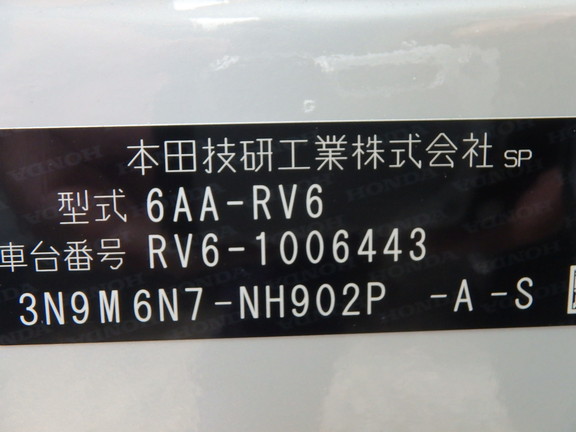 本田技研工業株式会社 SP
型式 6AA-RV6
車台番号 RV6-1006443
3N9M6N7-NH902P -A-S